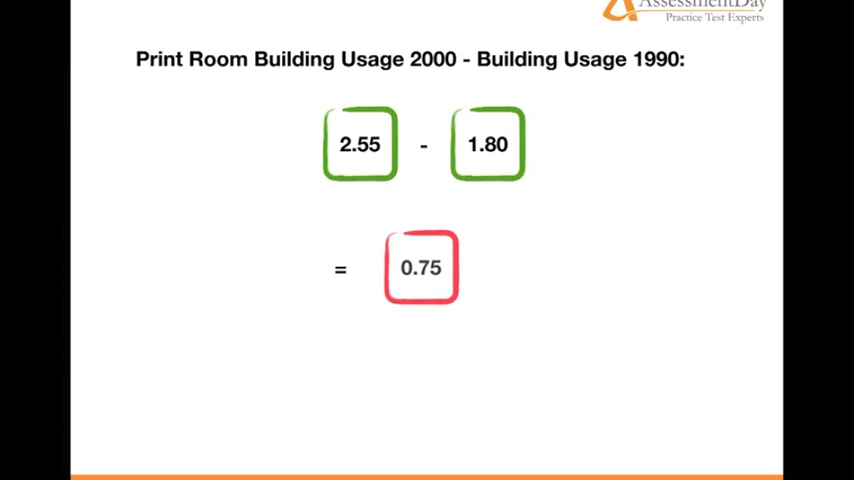 AssessmentDay
Practice Test Experts
Print Room Building Usage 2000 - Building Usage 1990:
2.55 - 1.80
= 0.75